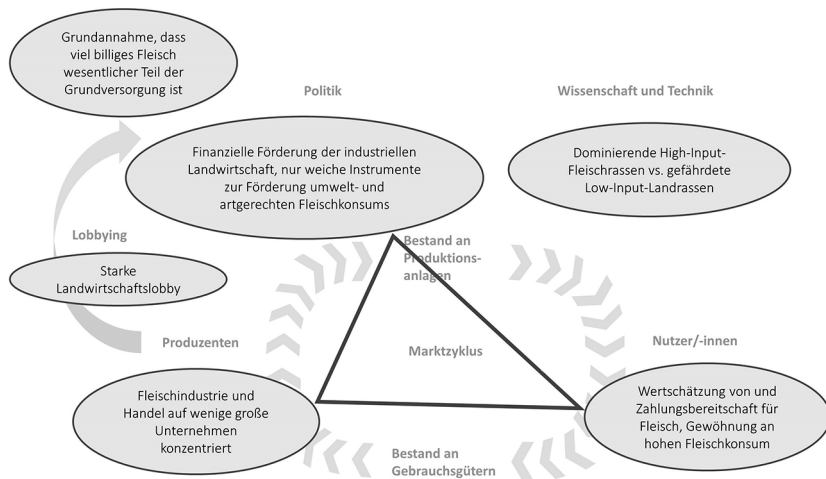 Grundannahme, dass
viel billiges Fleisch
wesentlicher Teil der
Grundversorgung ist
Politik
Wissenschaft und Technik
Finanzielle Förderung der industriellen
Landwirtschaft, nur weiche Instrumente
zur Förderung umwelt- und
artgerechten Fleischkonsums
Dominierende High-Input-
Fleischrassen vs. gefährdete
Low-Input-Landrassen
Lobbying
Bestand an
Produktions-
anlagen
Starke
Landwirtschaftslobby
Produzenten
Marktzyklus
Nutzer/-innen
Fleischindustrie und
Handel auf wenige große
Unternehmen
konzentriert
Wertschätzung von und
Zahlungsbereitschaft für
Fleisch, Gewöhnung an
hohen Fleischkonsum
Bestand an
Gebrauchsgütern